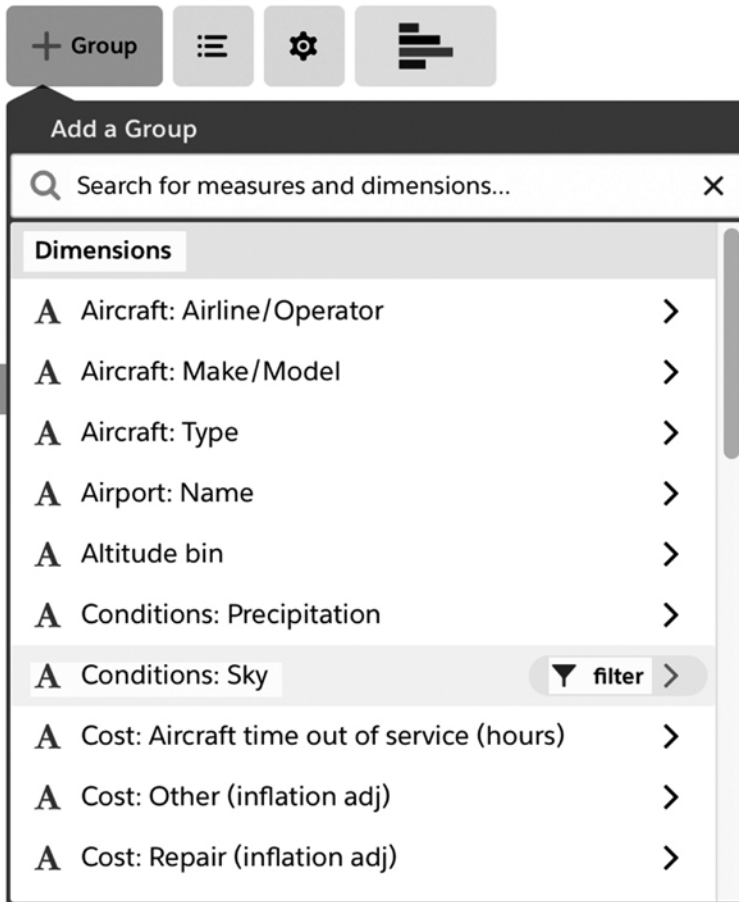 + Group
Add a Group
Search for measures and dimensions...
Dimensions
A Aircraft: Airline/Operator
A Aircraft: Make/Model
A Aircraft: Type
A Airport: Name
A Altitude bin
A Conditions: Precipitation
A Conditions: Sky filter
A Cost: Aircraft time out of service (hours)
A Cost: Other (inflation adj)
A Cost: Repair (inflation adj)